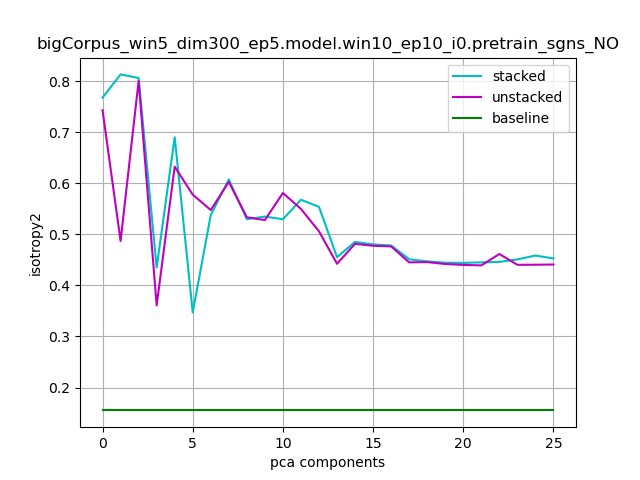 bigCorpus_win5_dim300_ep5.model.win10_ep10_i0.pretrain_sgns_NO
stacked
unstacked
baseline
isotropy2
0.8
0.7
0.6
0.5
0.4
0.3
0.2
0 5 10 15 20 25
pca components